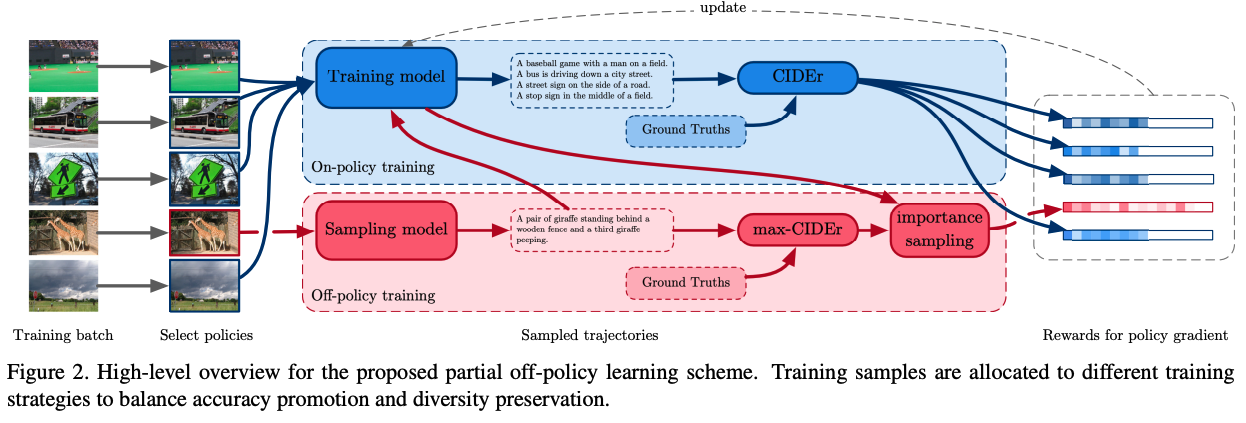 update
Training model
A baseball game with a man on a field.
A bus is driving down a city street.
A street sign on the side of a road.
A stop sign in the middle of a field.
CIDEr
Ground Truths
On-policy training
Sampling model
A pair of giraffe standing behind a
wooden fence and a third giraffe
peeping.
max-CIDEr
importance
sampling
Ground Truths
Off-policy training
Training batch
Select policies
Sampled trajectories
Rewards for policy gradient
Figure 2. High-level overview for the proposed partial off-policy learning scheme. Training samples are allocated to different training
strategies to balance accuracy promotion and diversity preservation.